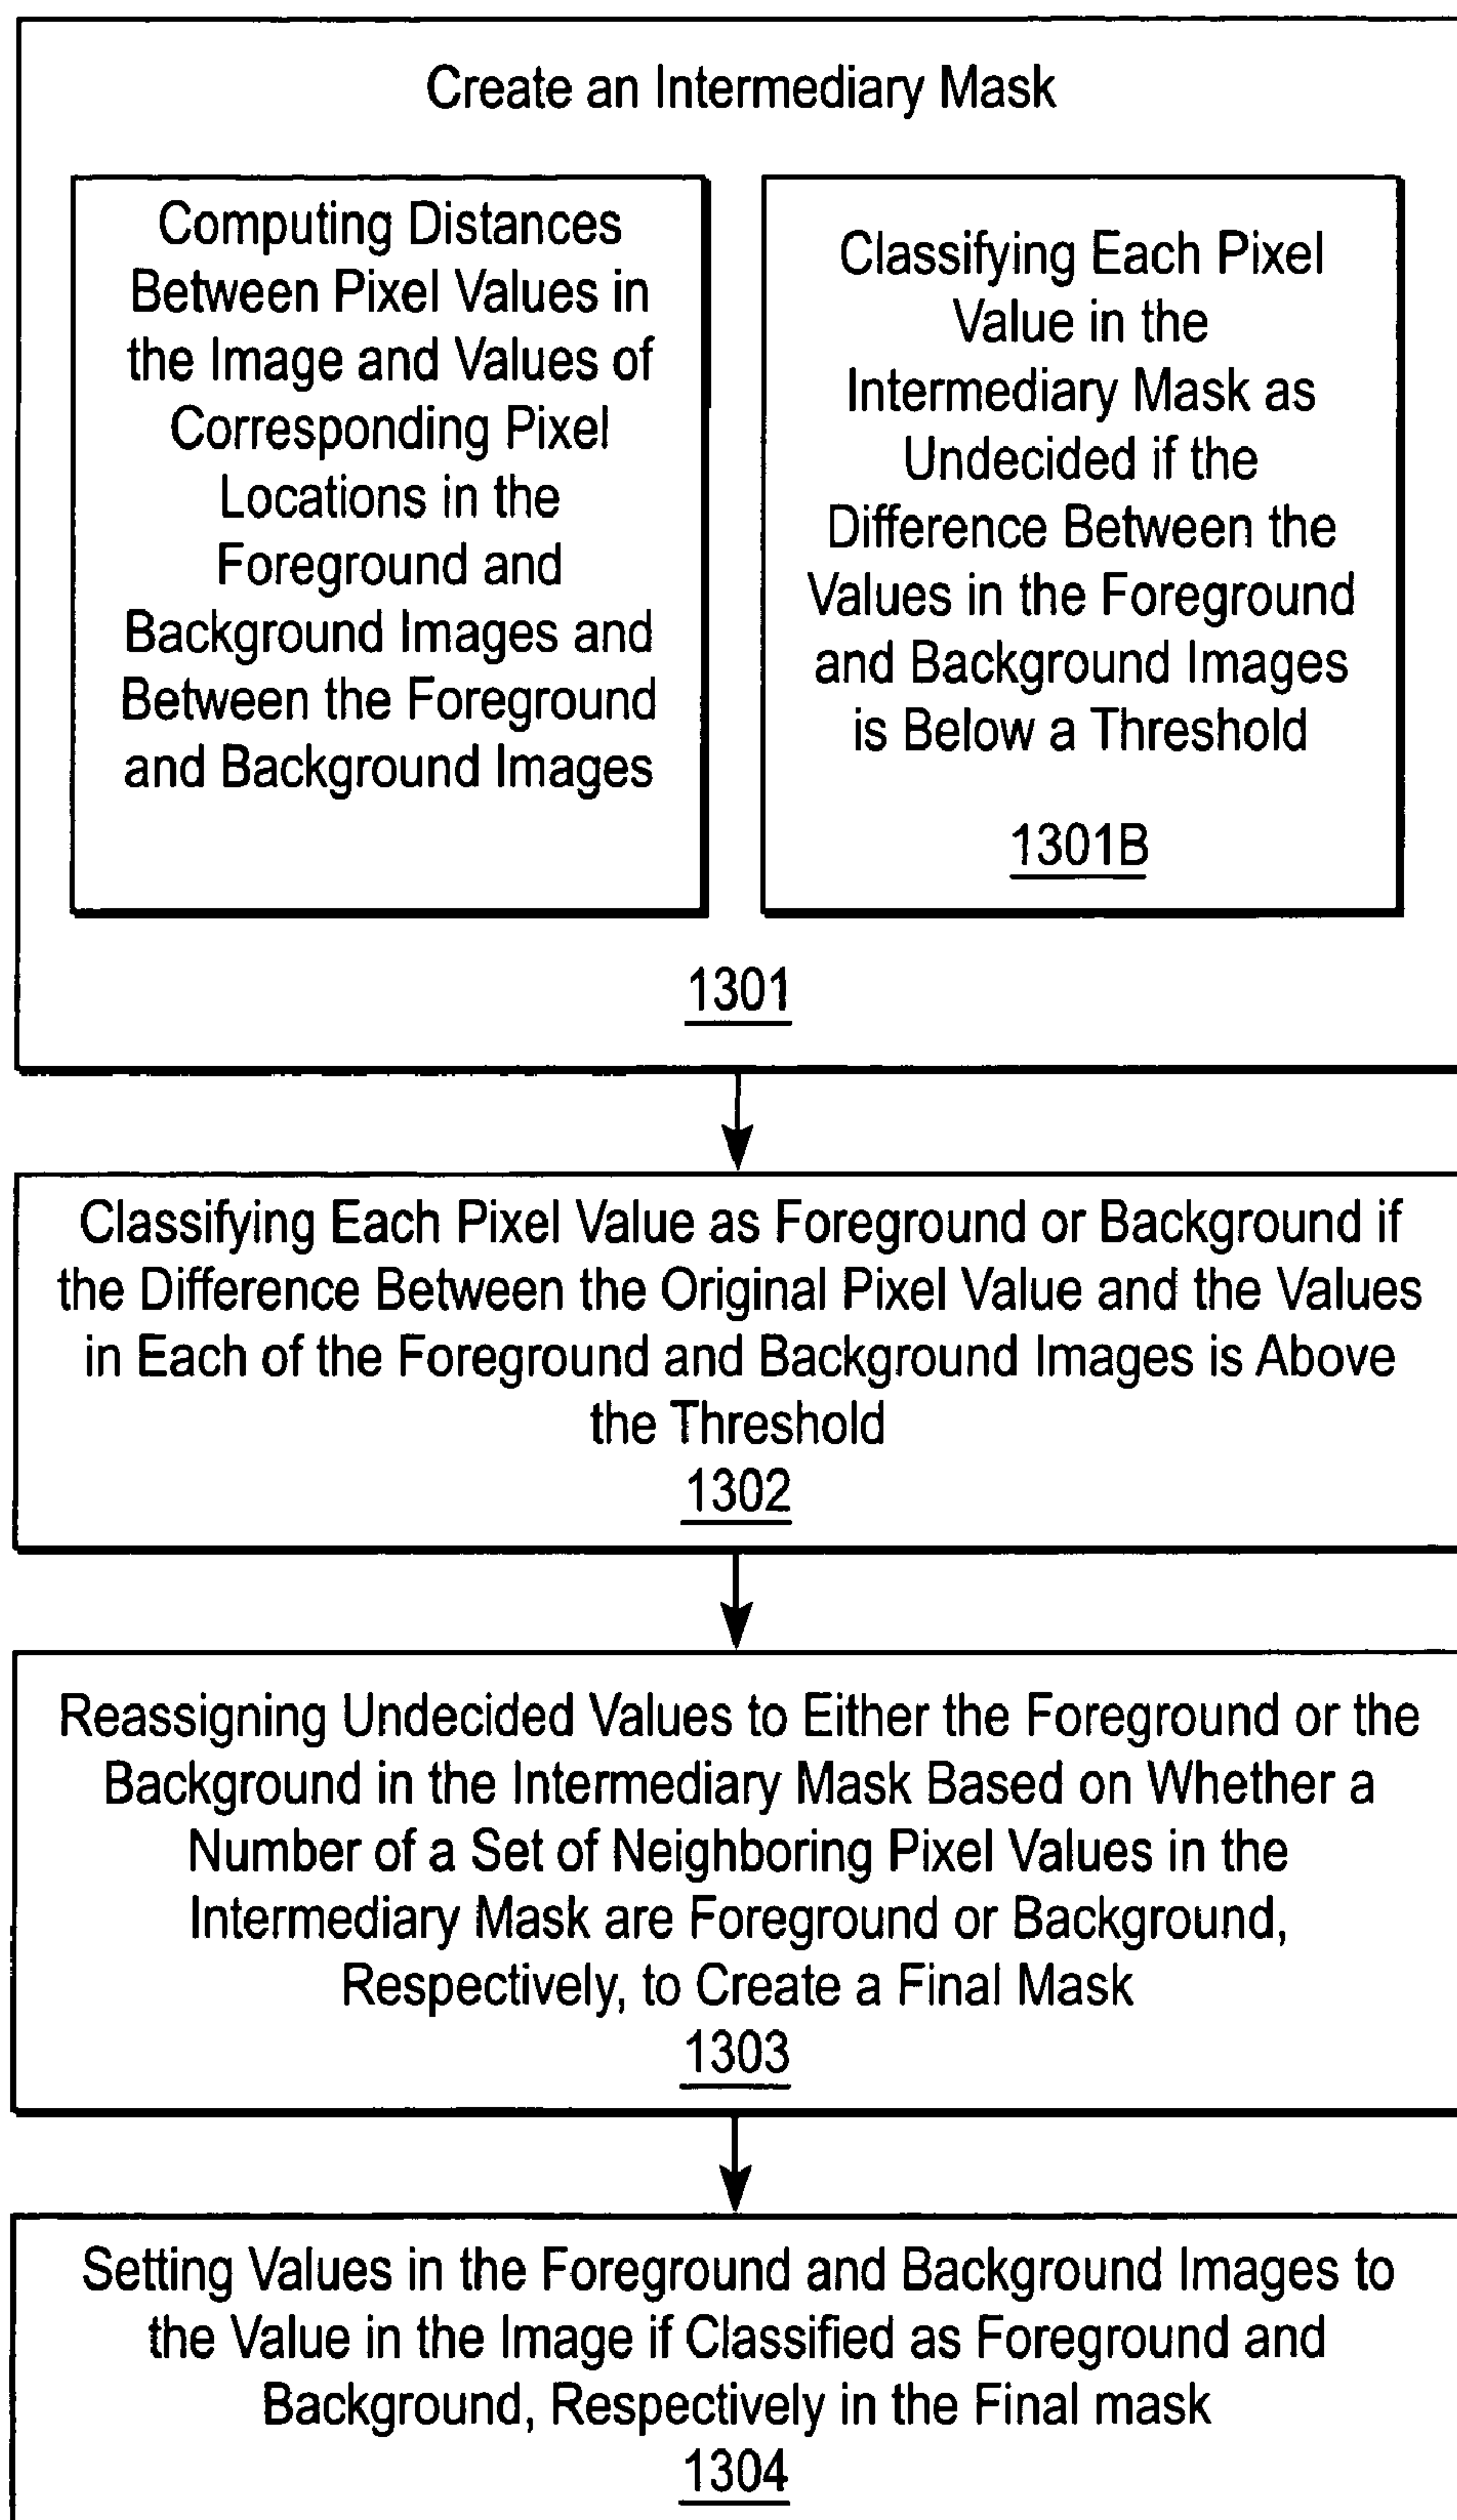 Create an Intermediary Mask
Computing Distances
Between Pixel Values in
the Image and Values of
Corresponding Pixel
Locations in the
Foreground and
Background Images and
Between the Foreground
and Background Images
Classifying Each Pixel
Value in the
Intermediary Mask as
Undecided if the
Difference Between the
Values in the Foreground
and Background Images
is Below a Threshold
1301B
1301
Classifying Each Pixel Value as Foreground or Background if
the Difference Between the Original Pixel Value and the Values
in Each of the Foreground and Background Images is Above
the Threshold
1302
Reassigning Undecided Values to Either the Foreground or the
Background in the Intermediary Mask Based on Whether a
Number of a Set of Neighboring Pixel Values in the
Intermediary Mask are Foreground or Background,
Respectively, to Create a Final Mask
1303
Setting Values in the Foreground and Background Images to
the Value in the Image if Classified as Foreground and
Background, Respectively in the Final mask
1304